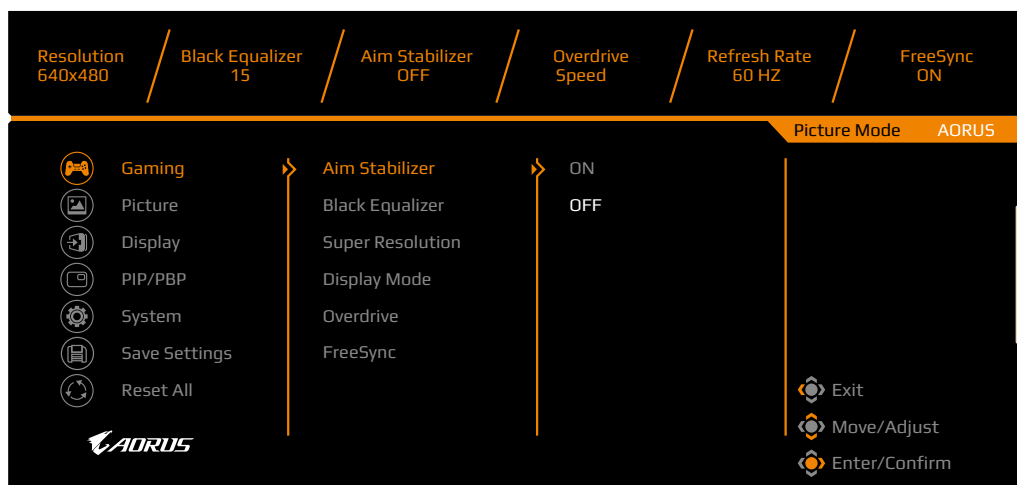 Resolution Black Equalizer Aim Stabilizer Overdrive Refresh Rate FreeSync
640x480 15 OFF Speed 60 HZ ON
Picture Mode AORUS
Gaming Aim Stabilizer ON
Picture Black Equalizer OFF
Display Super Resolution
PIP/PBP Display Mode
System Overdrive
Save Settings FreeSync
Reset All Exit
AORUS Move/Adjust
Enter/Confirm